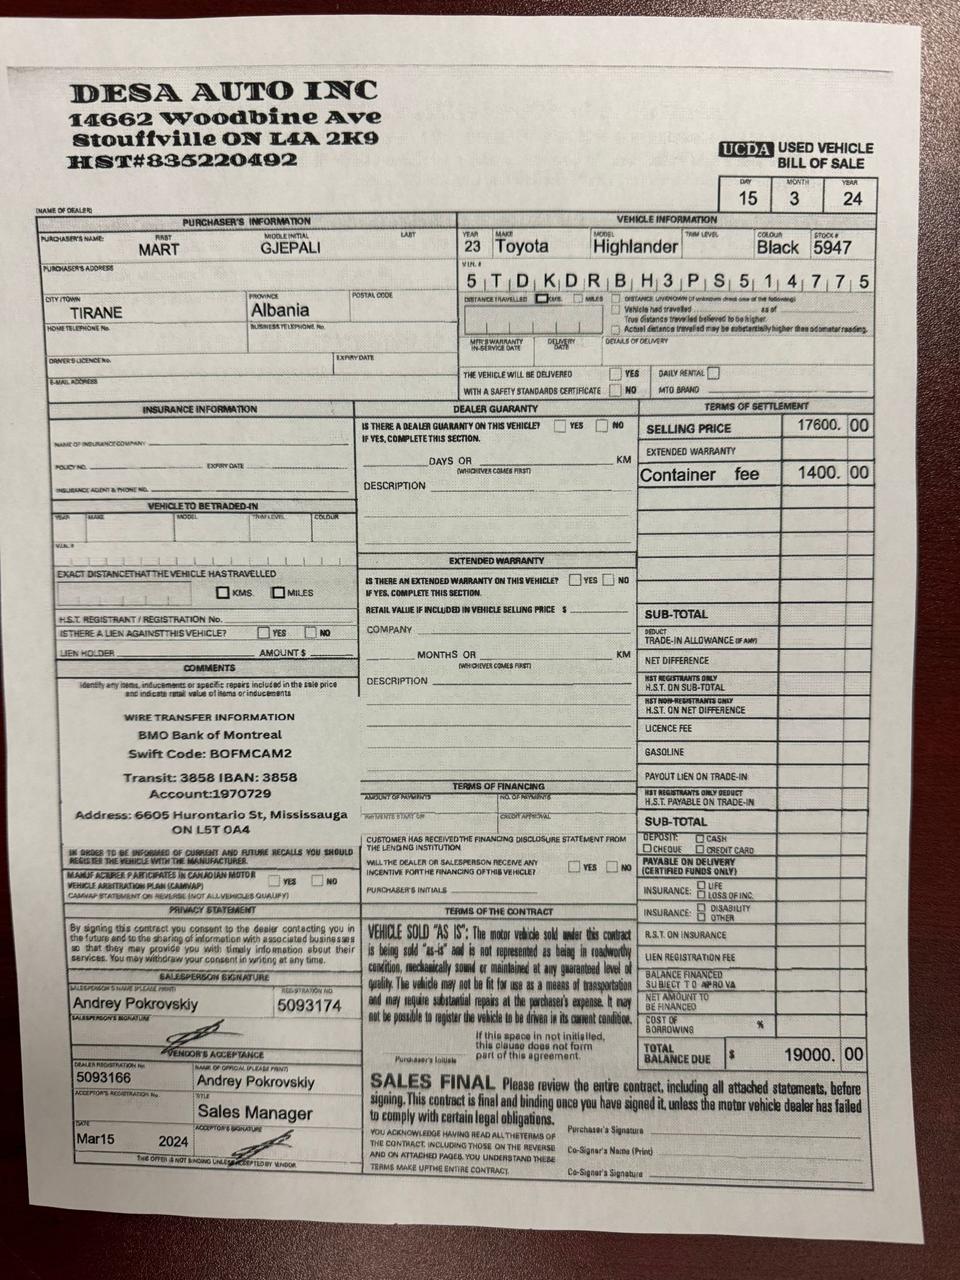 DESA AUTO INC
14662 Woodbine Ave
Stouffville ON L4A 2K9
HST#835220492
UCDA USED VEHICLE
BILL OF SALE
DAY MONTH YEAR
15 3 24
(NAME OF DEALER)
PURCHASER'S INFORMATION
PURCHASER'S NAME: FIRST MIDDLE INITIAL LAST
MART GJEPALI
PURCHASER'S ADDRESS
CITY/TOWN PROVINCE POSTAL CODE
TIRANE Albania
HOME TELEPHONE No. BUSINESS TELEPHONE No.
DRIVER'S LICENCE No. EXPIRY DATE
E-MAIL ADDRESS
VEHICLE INFORMATION
YEAR MAKE MODEL TRIM LEVEL COLOUR STOCK#
23 Toyota Highlander Black 5947
V.I.N. #
5 T D K D R B H 3 P S 5 1 4 7 7 5
DISTANCE TRAVELLED KMS. MILES
DISTANCE UNKNOWN (if unknown check one of the following)
Vehicle had travelled as of
True distance travelled believed to be higher.
Actual distance travelled may be substantially higher than odometer reading.
MFR'S WARRANTY IN-SERVICE DATE
DELIVERY DATE
DETAILS OF DELIVERY
THE VEHICLE WILL BE DELIVERED YES DAILY RENTAL
WITH A SAFETY STANDARDS CERTIFICATE NO MTO BRAND
INSURANCE INFORMATION
NAME OF INSURANCE COMPANY
POLICY NO. EXPIRY DATE
INSURANCE AGENT & PHONE NO.
VEHICLE TO BE TRADED-IN
YEAR MAKE MODEL TRIM LEVEL COLOUR
V.I.N. #
EXACT DISTANCE THAT THE VEHICLE HAS TRAVELLED
KMS. MILES
H.S.T. REGISTRANT / REGISTRATION No.
IS THERE A LIEN AGAINST THIS VEHICLE? YES NO
LIEN HOLDER AMOUNT $
COMMENTS
Identify any items, inducements or specific repairs included in the sale price
and indicate retail value of items or inducements
WIRE TRANSFER INFORMATION
BMO Bank of Montreal
Swift Code: BOFMCAM2
Transit: 3858 IBAN: 3858
Account:1970729
Address: 6605 Hurontario St, Mississauga
ON L5T 0A4
IN ORDER TO BE INFORMED OF CURRENT AND FUTURE RECALLS YOU SHOULD
REGISTER THE VEHICLE WITH THE MANUFACTURER.
MANUFACTURER PARTICIPATES IN CANADIAN MOTOR
VEHICLE ARBITRATION PLAN (CAMVAP) YES NO
CAMVAP STATEMENT ON REVERSE (NOT ALL VEHICLES QUALIFY)
PRIVACY STATEMENT
By signing this contract you consent to the dealer contacting you in
the future and to the sharing of information with associated businesses
so that they may provide you with timely information about their
services. You may withdraw your consent in writing at any time.
SALESPERSON SIGNATURE
SALESPERSON'S NAME (PLEASE PRINT) REGISTRATION NO.
Andrey Pokrovskiy 5093174
SALESPERSON'S SIGNATURE
VENDOR'S ACCEPTANCE
DEALER REGISTRATION No. NAME OF OFFICIAL (PLEASE PRINT)
5093166 Andrey Pokrovskiy
ACCEPTOR'S REGISTRATION No. TITLE
Sales Manager
DATE ACCEPTOR'S SIGNATURE
Mar15 2024
THIS OFFER IS NOT BINDING UNLESS ACCEPTED BY VENDOR
DEALER GUARANTY
IS THERE A DEALER GUARANTY ON THIS VEHICLE? YES NO
IF YES, COMPLETE THIS SECTION.
DAYS OR KM
(WHICHEVER COMES FIRST)
DESCRIPTION
EXTENDED WARRANTY
IS THERE AN EXTENDED WARRANTY ON THIS VEHICLE? YES NO
IF YES, COMPLETE THIS SECTION.
RETAIL VALUE IF INCLUDED IN VEHICLE SELLING PRICE $
COMPANY
MONTHS OR KM
(WHICHEVER COMES FIRST)
DESCRIPTION
TERMS OF FINANCING
AMOUNT OF PAYMENTS NO. OF PAYMENTS
PAYMENTS START ON CREDIT APPROVAL
CUSTOMER HAS RECEIVED THE FINANCING DISCLOSURE STATEMENT FROM
THE LENDING INSTITUTION
WILL THE DEALER OR SALESPERSON RECEIVE ANY
INCENTIVE FOR THE FINANCING OF THIS VEHICLE? YES NO
PURCHASER'S INITIALS
TERMS OF THE CONTRACT
VEHICLE SOLD "AS IS": The motor vehicle sold under this contract
is being sold "as-is" and is not represented as being in roadworthy
condition, mechanically sound or maintained at any guaranteed level of
quality. The vehicle may not be fit for use as a means of transportation
and may require substantial repairs at the purchaser's expense. It may
not be possible to register the vehicle to be driven in its current condition.
If this space in not initialled,
this clause does not form
Purchaser's Initials part of this agreement.
SALES FINAL Please review the entire contract, including all attached statements, before
signing. This contract is final and binding once you have signed it, unless the motor vehicle dealer has failed
to comply with certain legal obligations.
YOU ACKNOWLEDGE HAVING READ ALL THE TERMS OF
THE CONTRACT, INCLUDING THOSE ON THE REVERSE
AND ON ATTACHED PAGES. YOU UNDERSTAND THESE
TERMS MAKE UP THE ENTIRE CONTRACT.
Purchaser's Signature
Co-Signer's Name (Print)
Co-Signer's Signature
TERMS OF SETTLEMENT
SELLING PRICE 17600. 00
EXTENDED WARRANTY
Container fee 1400. 00
SUB-TOTAL
DEDUCT
TRADE-IN ALLOWANCE (IF ANY)
NET DIFFERENCE
HST REGISTRANTS ONLY
H.S.T. ON SUB-TOTAL
HST NON-REGISTRANTS ONLY
H.S.T. ON NET DIFFERENCE
LICENCE FEE
GASOLINE
PAYOUT LIEN ON TRADE-IN
HST REGISTRANTS ONLY DEDUCT
H.S.T. PAYABLE ON TRADE-IN
SUB-TOTAL
DEPOSIT: CASH
CHEQUE CREDIT CARD
PAYABLE ON DELIVERY
(CERTIFIED FUNDS ONLY)
INSURANCE: LIFE
LOSS OF INC.
INSURANCE: DISABILITY
OTHER
R.S.T. ON INSURANCE
LIEN REGISTRATION FEE
BALANCE FINANCED
SUBJECT TO APROVA
NET AMOUNT TO
BE FINANCED
COST OF
BORROWING %
TOTAL
BALANCE DUE $ 19000. 00